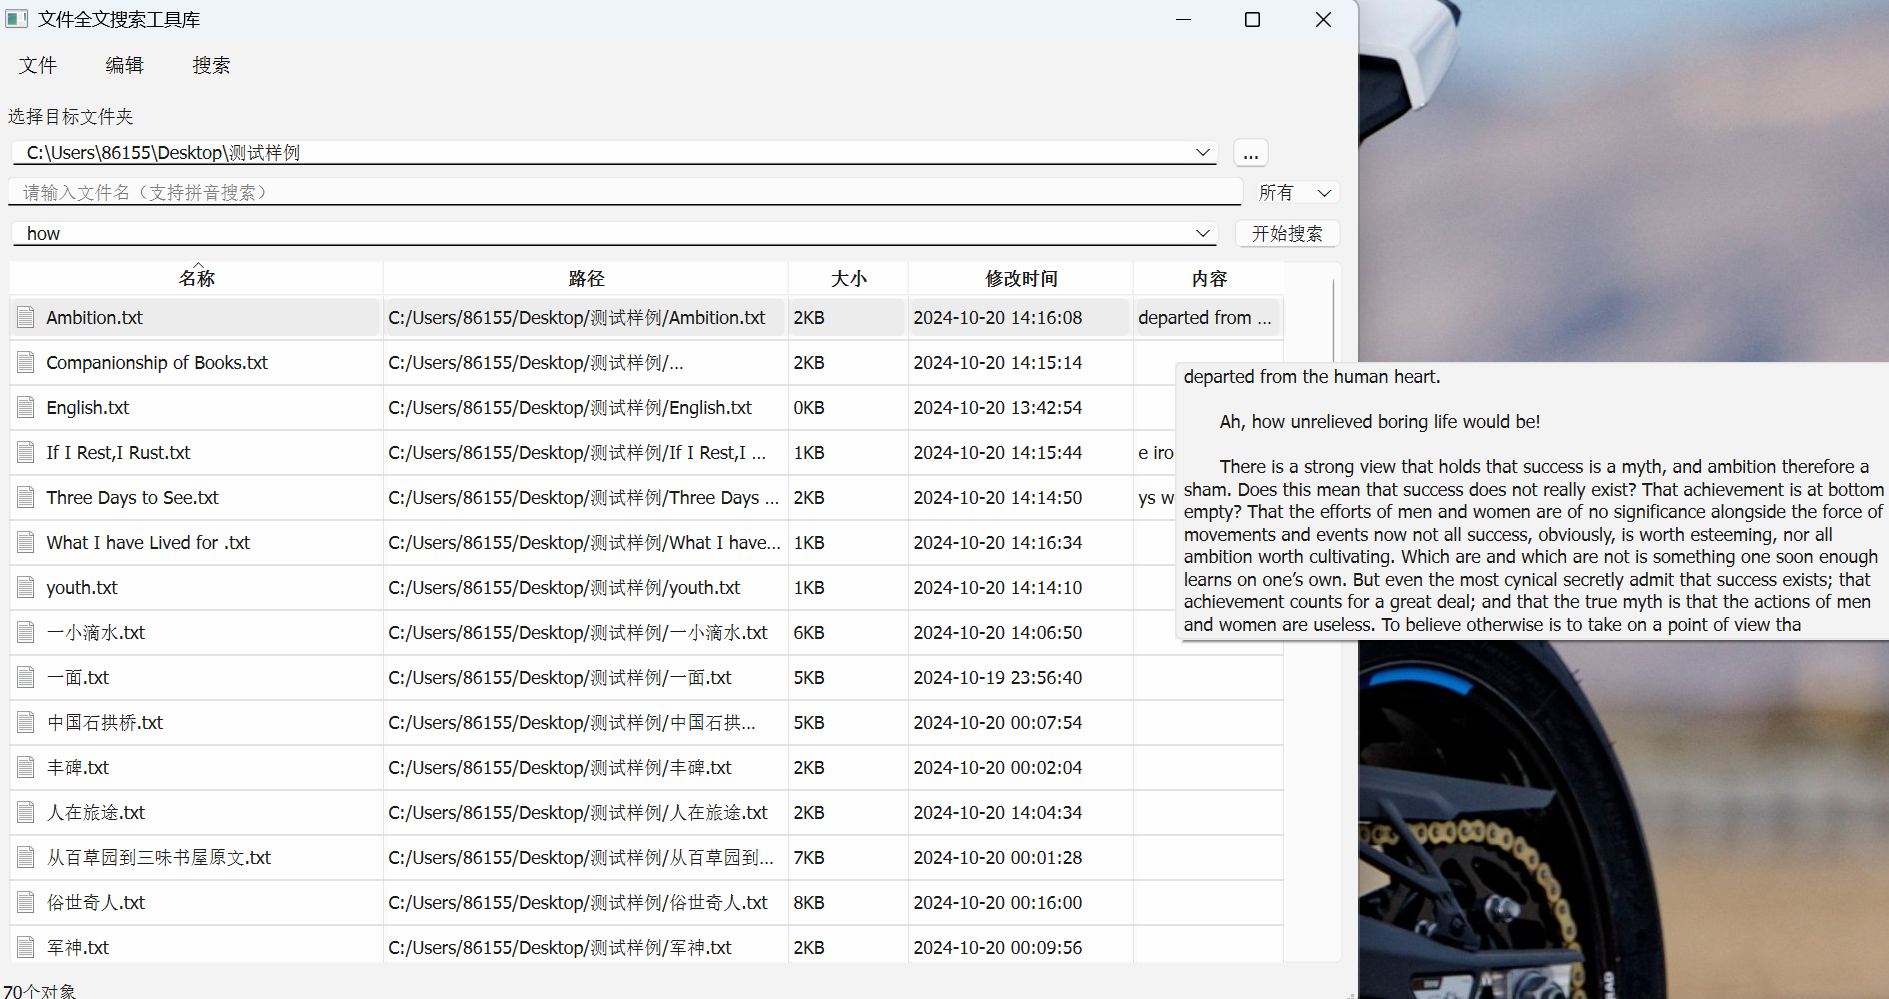 文件全文搜索工具库
文件 编辑 搜索
选择目标文件夹
C:\Users\86155\Desktop\测试样例 ...
请输入文件名（支持拼音搜索） 所有
how 开始搜索
名称 路径 大小 修改时间 内容
Ambition.txt C:/Users/86155/Desktop/测试样例/Ambition.txt 2KB 2024-10-20 14:16:08 departed from ...
Companionship of Books.txt C:/Users/86155/Desktop/测试样例/... 2KB 2024-10-20 14:15:14
English.txt C:/Users/86155/Desktop/测试样例/English.txt 0KB 2024-10-20 13:42:54
If I Rest,I Rust.txt C:/Users/86155/Desktop/测试样例/If I Rest,I ... 1KB 2024-10-20 14:15:44 e iro
Three Days to See.txt C:/Users/86155/Desktop/测试样例/Three Days ... 2KB 2024-10-20 14:14:50 ys w
What I have Lived for .txt C:/Users/86155/Desktop/测试样例/What I have... 1KB 2024-10-20 14:16:34
youth.txt C:/Users/86155/Desktop/测试样例/youth.txt 1KB 2024-10-20 14:14:10
一小滴水.txt C:/Users/86155/Desktop/测试样例/一小滴水.txt 6KB 2024-10-20 14:06:50
一面.txt C:/Users/86155/Desktop/测试样例/一面.txt 5KB 2024-10-19 23:56:40
中国石拱桥.txt C:/Users/86155/Desktop/测试样例/中国石拱... 5KB 2024-10-20 00:07:54
丰碑.txt C:/Users/86155/Desktop/测试样例/丰碑.txt 2KB 2024-10-20 00:02:04
人在旅途.txt C:/Users/86155/Desktop/测试样例/人在旅途.txt 2KB 2024-10-20 14:04:34
从百草园到三味书屋原文.txt C:/Users/86155/Desktop/测试样例/从百草园到... 7KB 2024-10-20 00:01:28
俗世奇人.txt C:/Users/86155/Desktop/测试样例/俗世奇人.txt 8KB 2024-10-20 00:16:00
军神.txt C:/Users/86155/Desktop/测试样例/军神.txt 2KB 2024-10-20 00:09:56
70个对象
departed from the human heart.
Ah, how unrelieved boring life would be!
There is a strong view that holds that success is a myth, and ambition therefore a
sham. Does this mean that success does not really exist? That achievement is at bottom
empty? That the efforts of men and women are of no significance alongside the force of
movements and events now not all success, obviously, is worth esteeming, nor all
ambition worth cultivating. Which are and which are not is something one soon enough
learns on one’s own. But even the most cynical secretly admit that success exists; that
achievement counts for a great deal; and that the true myth is that the actions of men
and women are useless. To believe otherwise is to take on a point of view tha